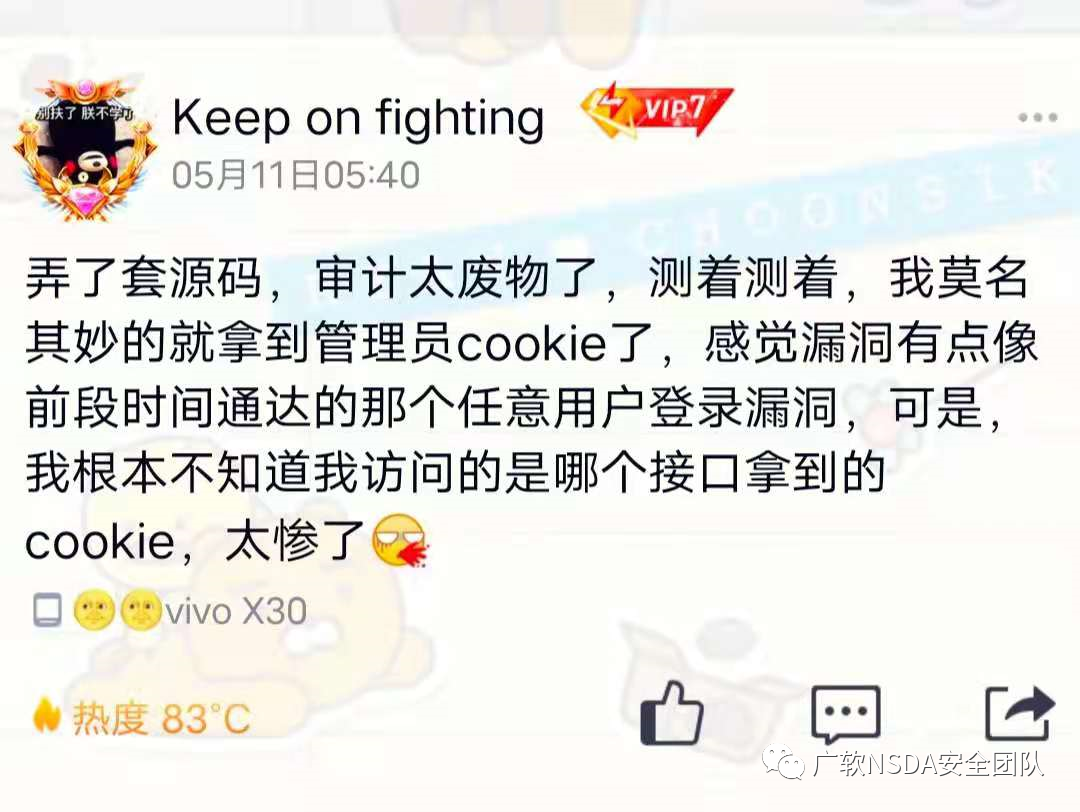 别扶了 朕不学了
Keep on fighting
VIP7
05月11日05:40
CHOONSIK
弄了套源码，审计太废物了，测着测着，我莫名
其妙的就拿到管理员cookie了，感觉漏洞有点像
前段时间通达的那个任意用户登录漏洞，可是，
我根本不知道我访问的是哪个接口拿到的
cookie，太惨了
vivo X30
热度 83°C
广软NSDA安全团队